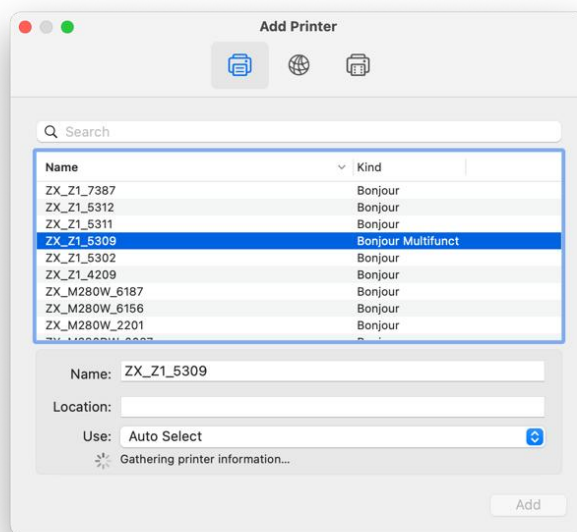 Add Printer
Search
Name Kind
ZX_Z1_7387 Bonjour
ZX_Z1_5312 Bonjour
ZX_Z1_5311 Bonjour
ZX_Z1_5309 Bonjour Multifunct
ZX_Z1_5302 Bonjour
ZX_Z1_4209 Bonjour
ZX_M280W_6187 Bonjour
ZX_M280W_6156 Bonjour
ZX_M280W_2201 Bonjour
Name: ZX_Z1_5309
Location:
Use: Auto Select
Gathering printer information...
Add